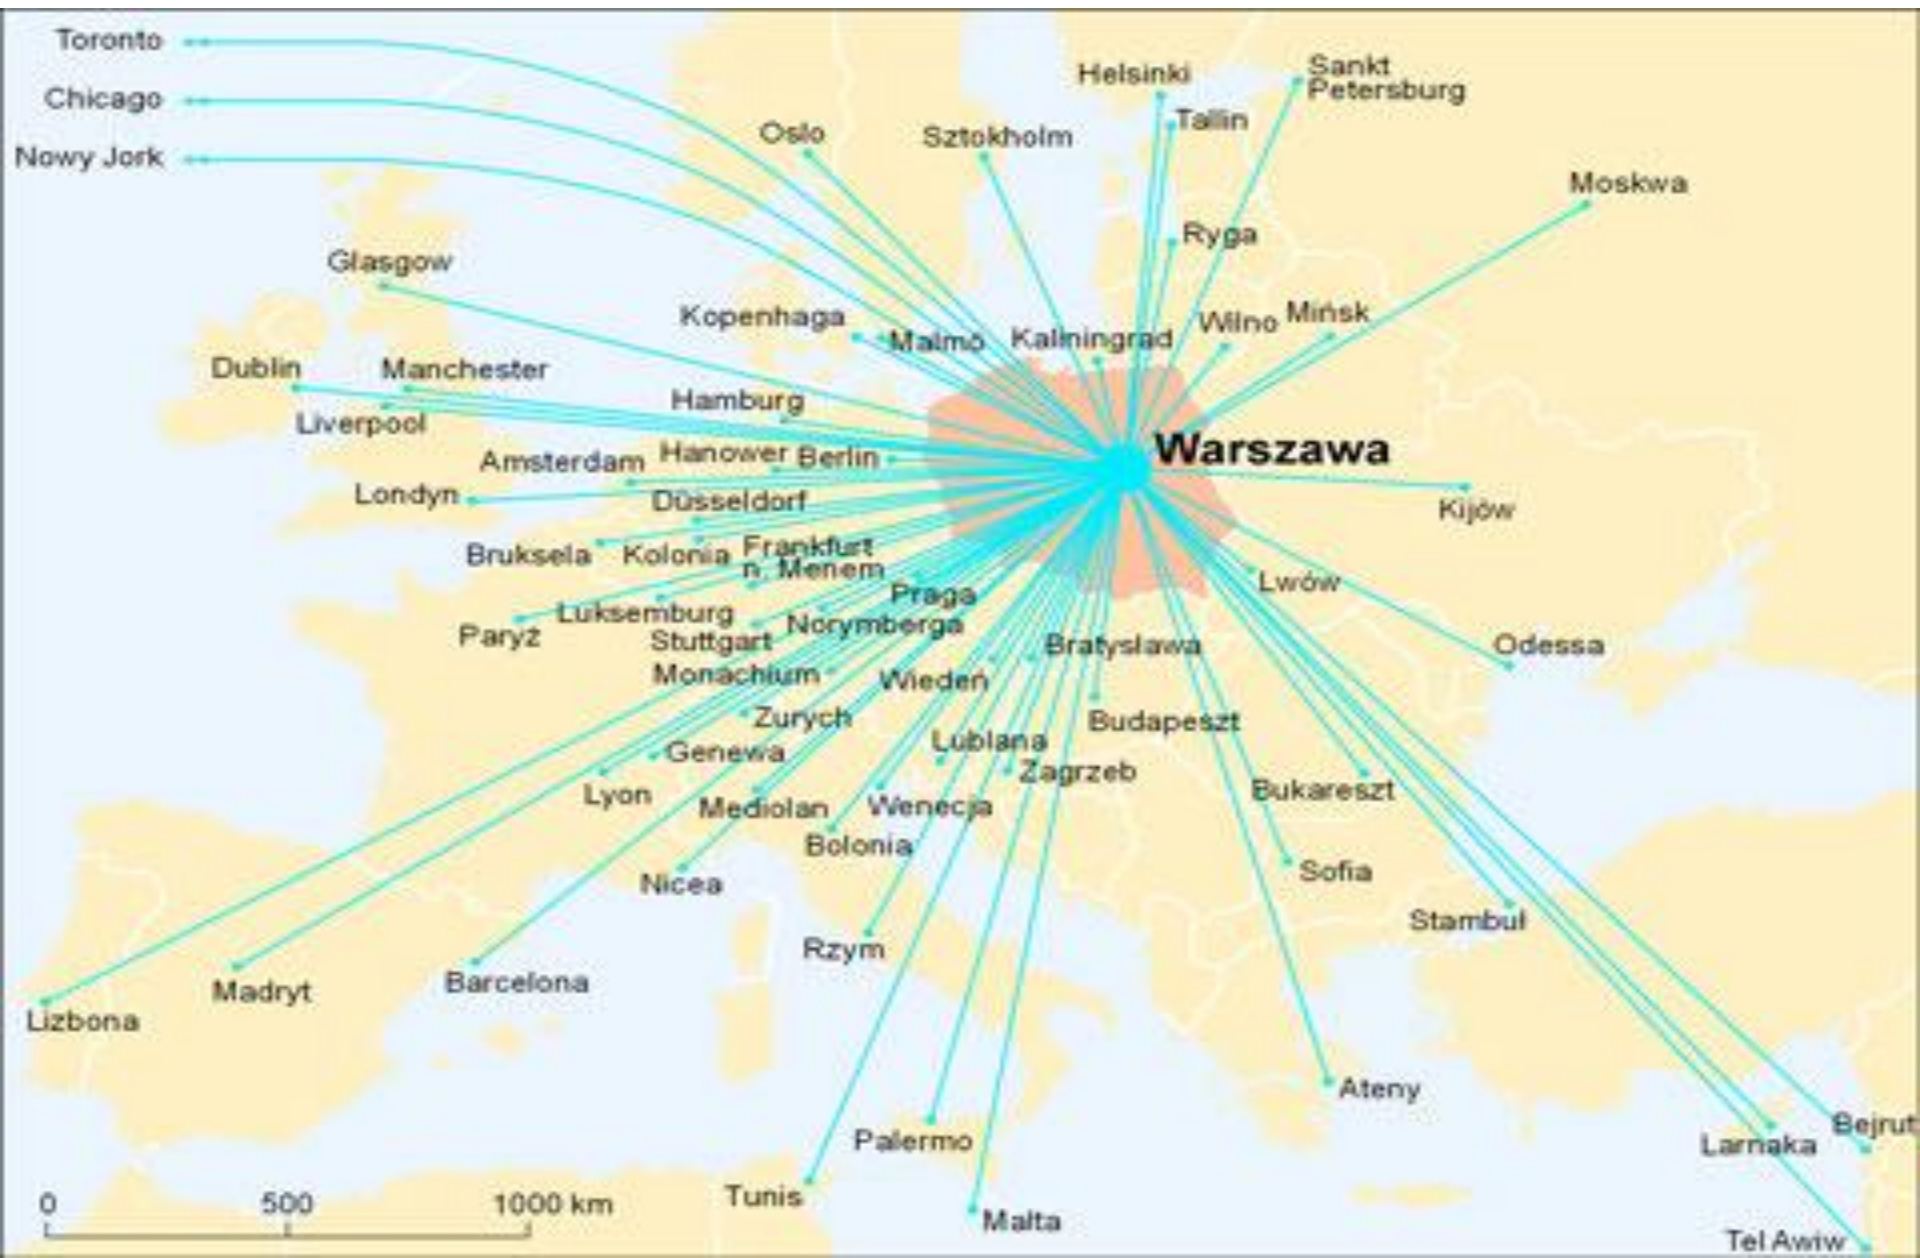 Toronto
Chicago
Nowy Jork
Helsinki
Sankt
Petersburg
Tallin
Oslo
Sztokholm
Moskwa
Ryga
Glasgow
Kopenhaga
Malmö
Kaliningrad
Wilno
Mińsk
Dublin
Manchester
Hamburg
Liverpool
Warszawa
Amsterdam
Hanower
Berlin
Londyn
Düsseldorf
Kijów
Bruksela
Kolonia
Frankfurt
n. Menem
Praga
Lwów
Luksemburg
Paryż
Stuttgart
Norymberga
Bratysława
Odessa
Monachium
Wiedeń
Zurych
Budapeszt
Genewa
Lublana
Zagrzeb
Lyon
Mediolan
Wenecja
Bukareszt
Bolonia
Nicea
Sofia
Stambuł
Rzym
Barcelona
Madryt
Lizbona
Ateny
Bejrut
Palermo
Larnaka
Tunis
Malta
Tel Awiw
0 500 1000 km